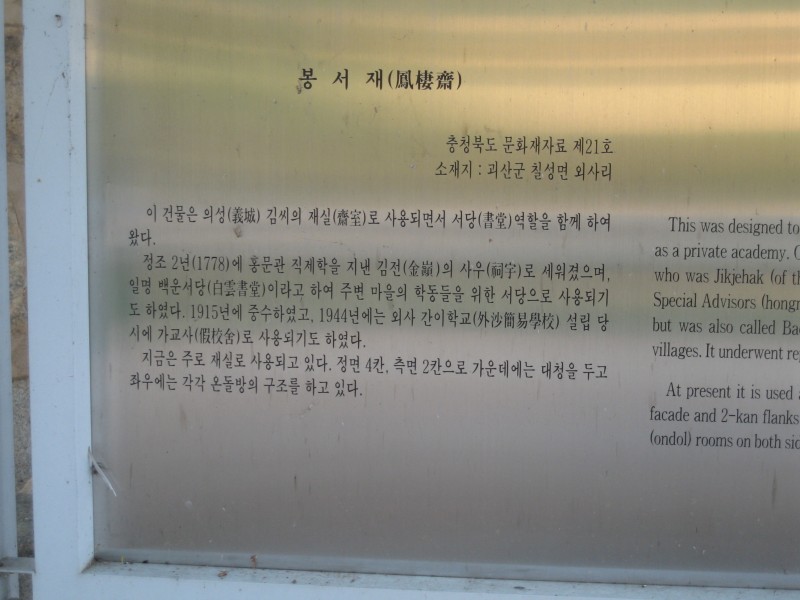 봉 서 재(鳳棲齋)
충청북도 문화재자료 제21호
소재지 : 괴산군 칠성면 외사리
이 건물은 의성(義城) 김씨의 재실(齋室)로 사용되면서 서당(書堂)역할을 함께 하여
왔다.
정조 2년(1778)에 홍문관 직제학을 지낸 김전(金巓)의 사우(祠宇)로 세워졌으며,
일명 백운서당(白雲書堂)이라고 하여 주변 마을의 학동들을 위한 서당으로 사용되기
도 하였다. 1915년에 중수하였고, 1944년에는 외사 간이학교(外沙簡易學校) 설립 당
시에 가교사(假校舍)로 사용되기도 하였다.
지금은 주로 재실로 사용되고 있다. 정면 4칸, 측면 2칸으로 가운데에는 대청을 두고
좌우에는 각각 온돌방의 구조를 하고 있다.
This was designed to
as a private academy.
who was Jikjehak (of th
Special Advisors (hongm
but was also called Bae
villages. It underwent re
At present it is used a
facade and 2-kan flanks
(ondol) rooms on both sid